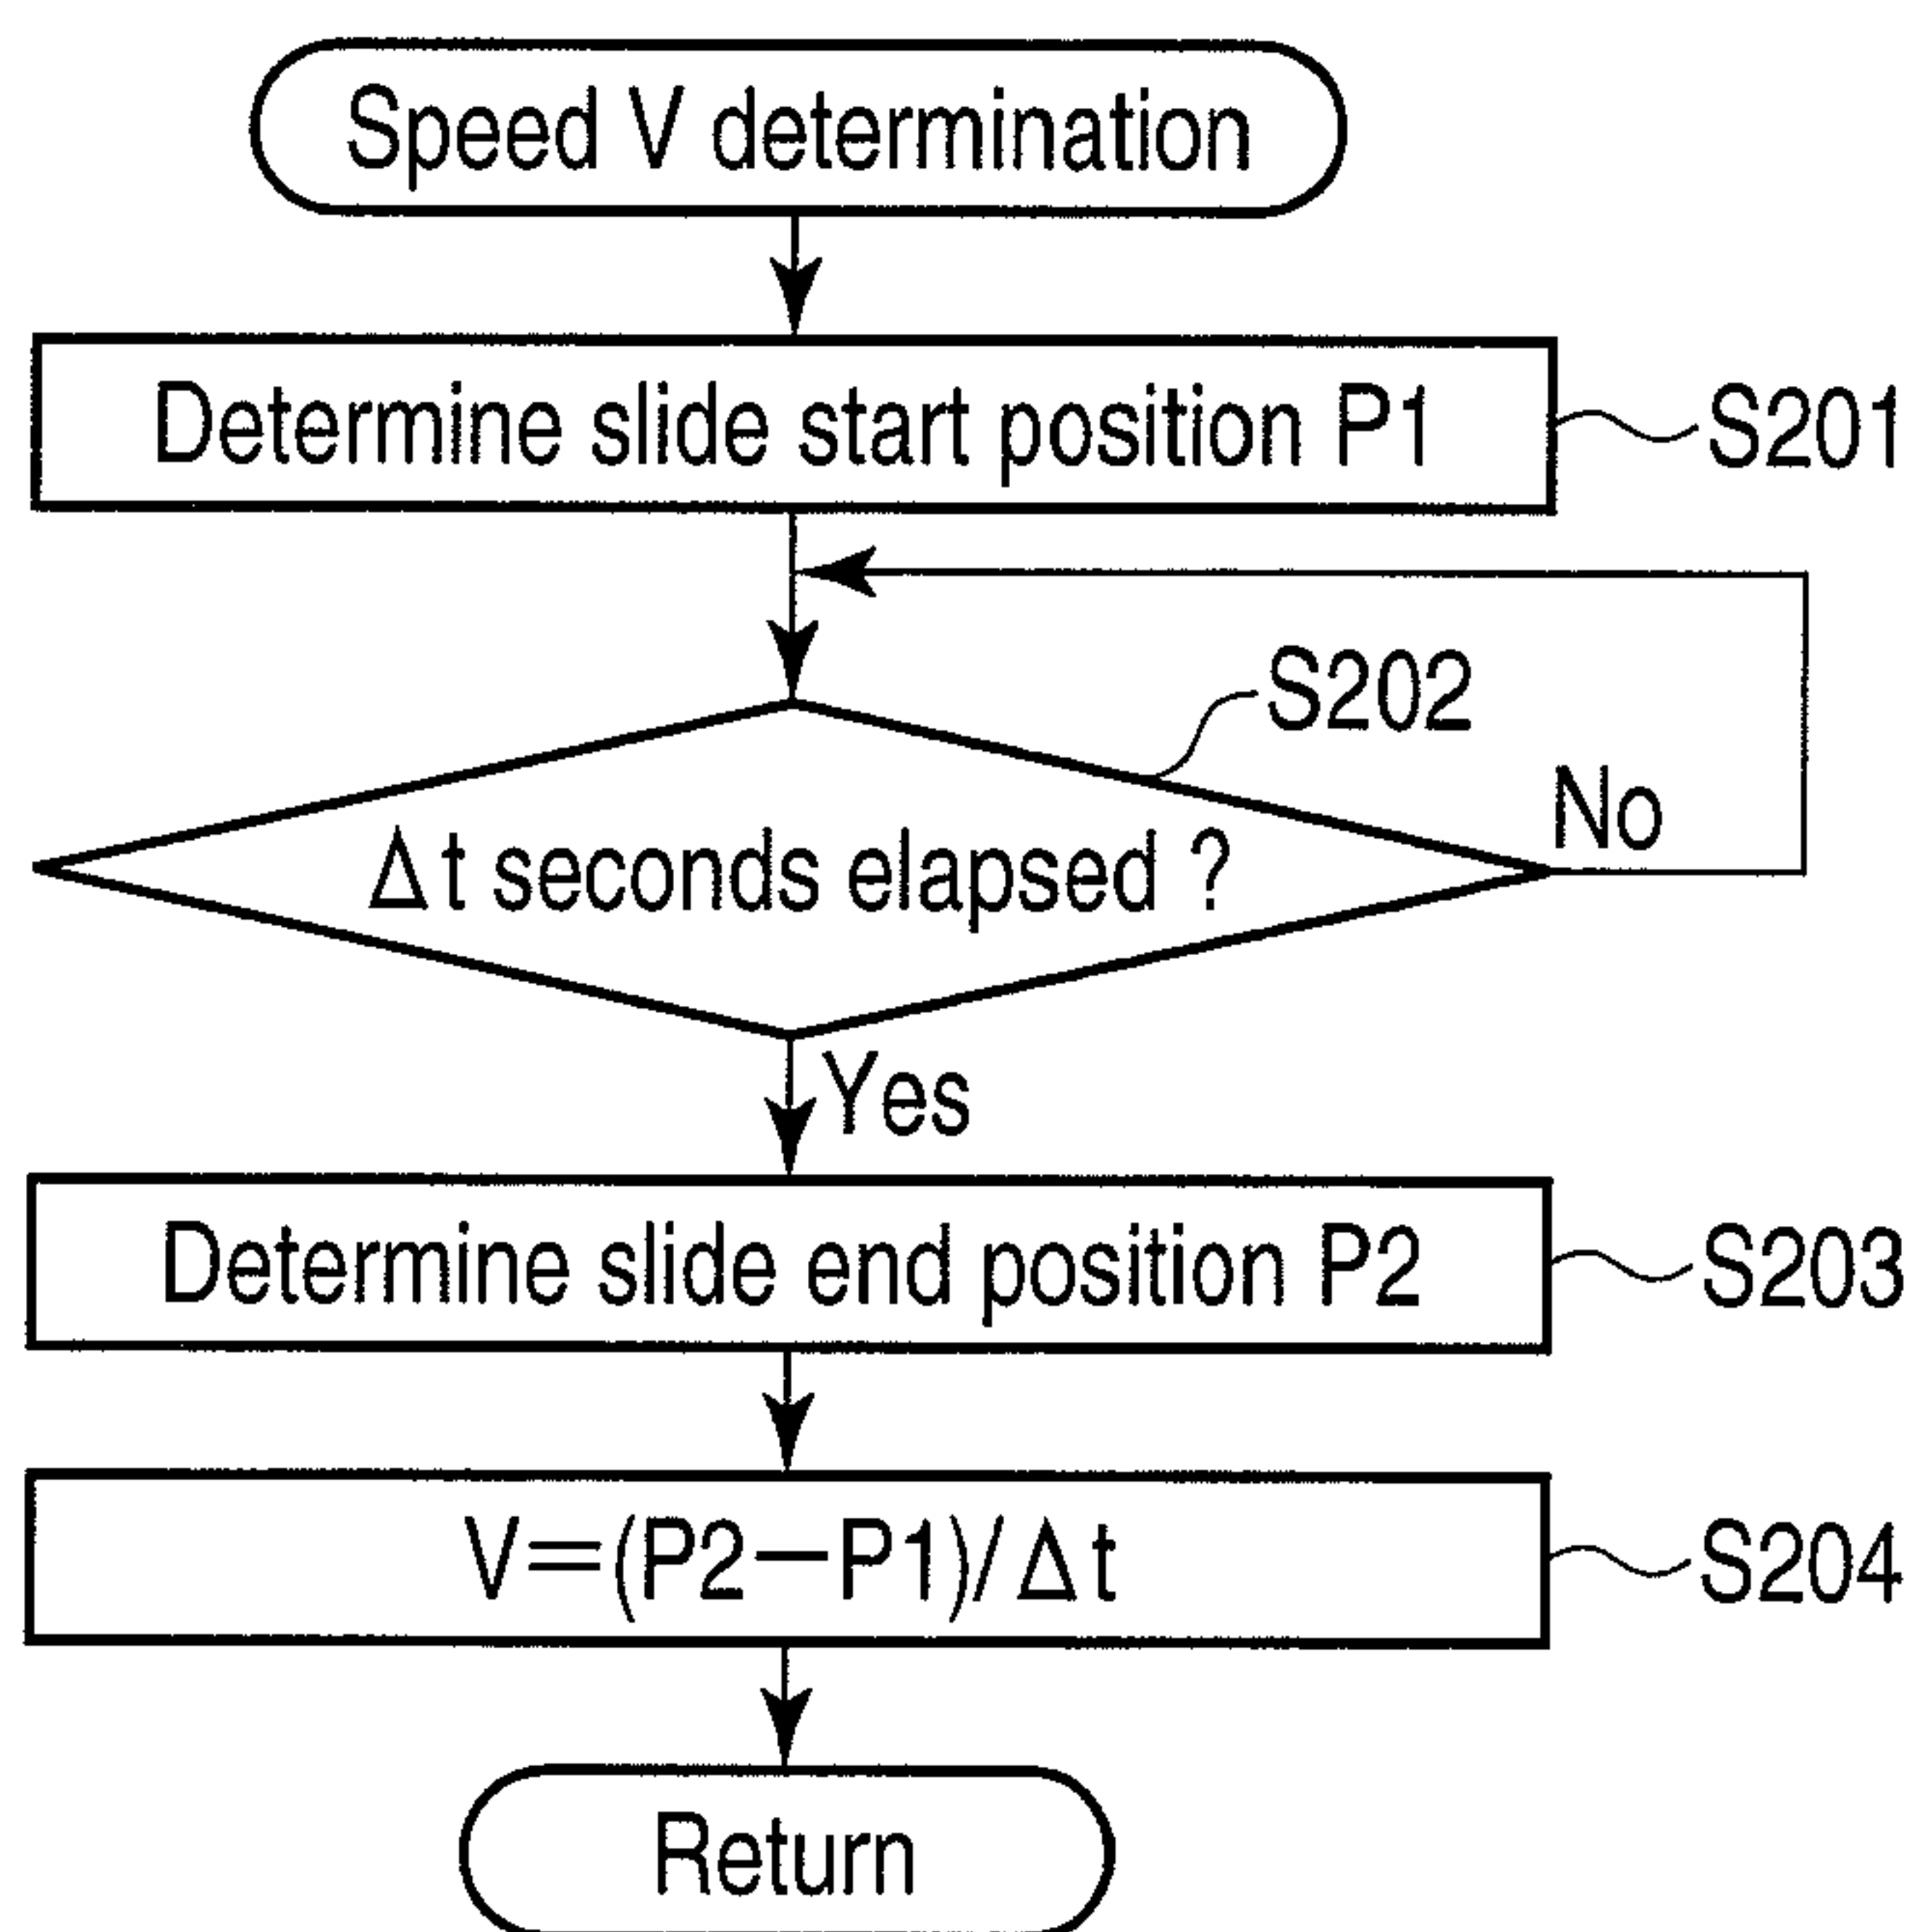 Speed V determination
Determine slide start position P1
S201
S202
No
Δt seconds elapsed ?
Yes
Determine slide end position P2
S203
V=(P2−P1)/Δt
S204
Return